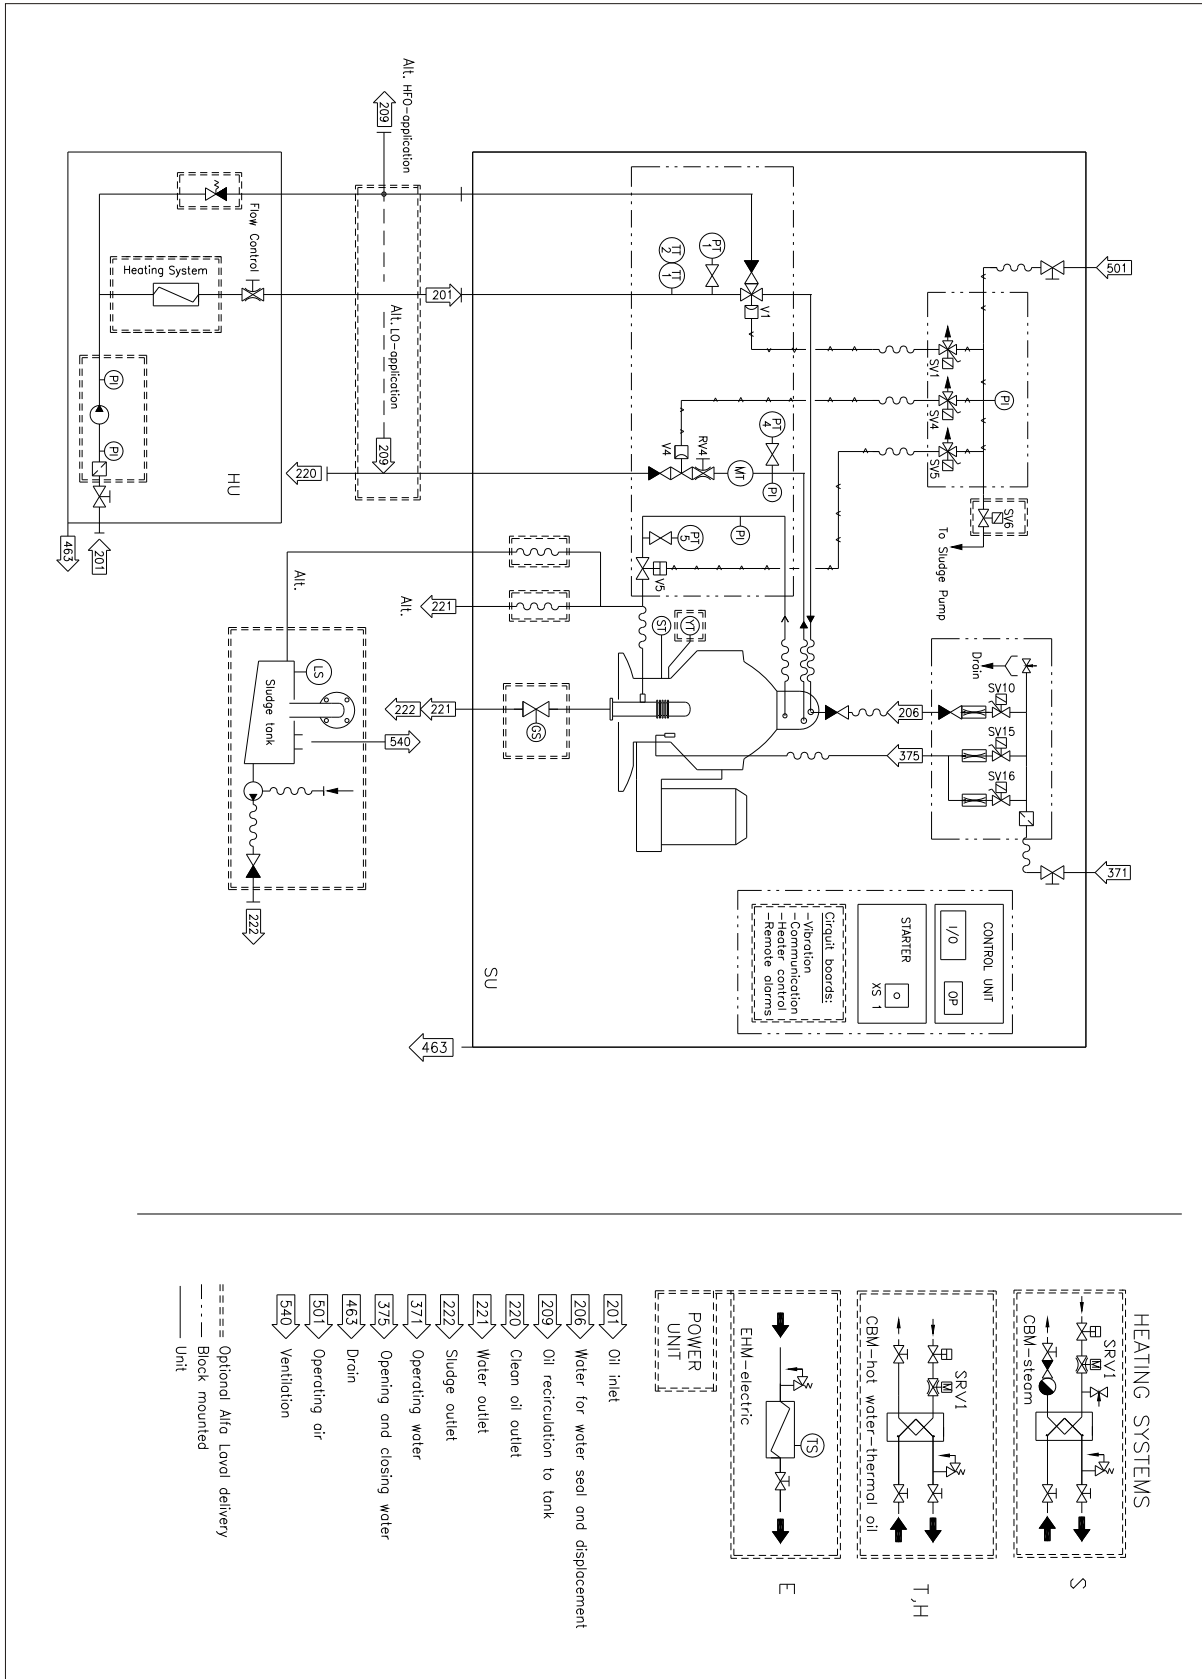 Alt. HFO-application
209
Flow Control
Heating System
Alt. LO-application
201
209
220
PI
PI
HU
463
201
TT
2
TT
1
PT
1
V1
501
SV1
SV4
SV5
PI
SV6
To Sludge Pump
V4
RV4
MT
PT
4
PI
PT
5
PI
V5
Alt.
Alt.
221
ST
YT
LS
Sludge tank
540
222
222
221
GS
206
375
Drain
SV10
SV15
SV16
371
SU
463
CONTROL UNIT
I/O
OP
STARTER
XS 1
Cirquit boards:
-Vibration
-Communication
-Heater control
-Remote alarms
HEATING SYSTEMS
SRV1
M
CBM-steam
S
SRV1
M
CBM-hot water-thermal oil
T,H
EHM-electric
TS
E
POWER
UNIT
201 Oil inlet
206 Water for water seal and displacement
209 Oil recirculation to tank
220 Clean oil outlet
221 Water outlet
222 Sludge outlet
371 Operating water
375 Opening and closing water
463 Drain
501 Operating air
540 Ventilation
Optional Alfa Laval delivery
Block mounted
Unit